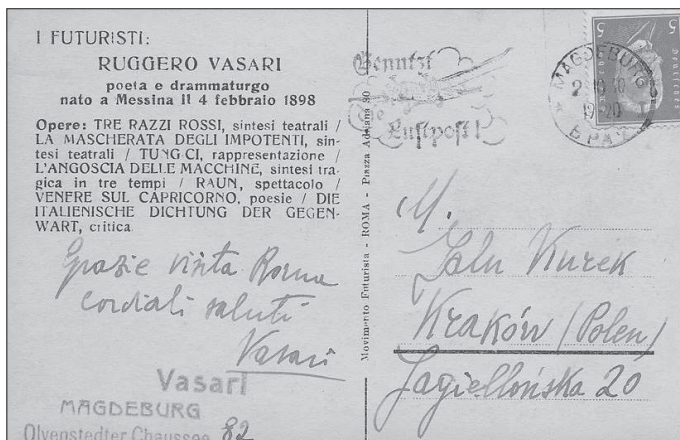 I FUTURISTI:
RUGGERO VASARI
poeta e drammaturgo
nato a Messina il 4 febbraio 1898
Opere: TRE RAZZI ROSSI, sintesi teatrali /
LA MASCHERATA DEGLI IMPOTENTI, sin-
tesi teatrali / TUNG-CI, rappresentazione /
L'ANGOSCIA DELLE MACCHINE, sintesi tra-
gica in tre tempi / RAUN, spettacolo /
VENERE SUL CAPRICORNO, poesie / DIE
ITALIENISCHE DICHTUNG DER GEGEN-
WART, critica
Grazie visita Roma
cordiali saluti
Vasari
Vasari
MAGDEBURG
Olvenstedter Chaussee 82
Movimento Futurista - ROMA - Piazza Adriana 30
Benutzt
die
Luftpost!
MAGDEBURG
5
5
M.
Jalu Kurek
Kraków (Polen)
Jagiellońska 20